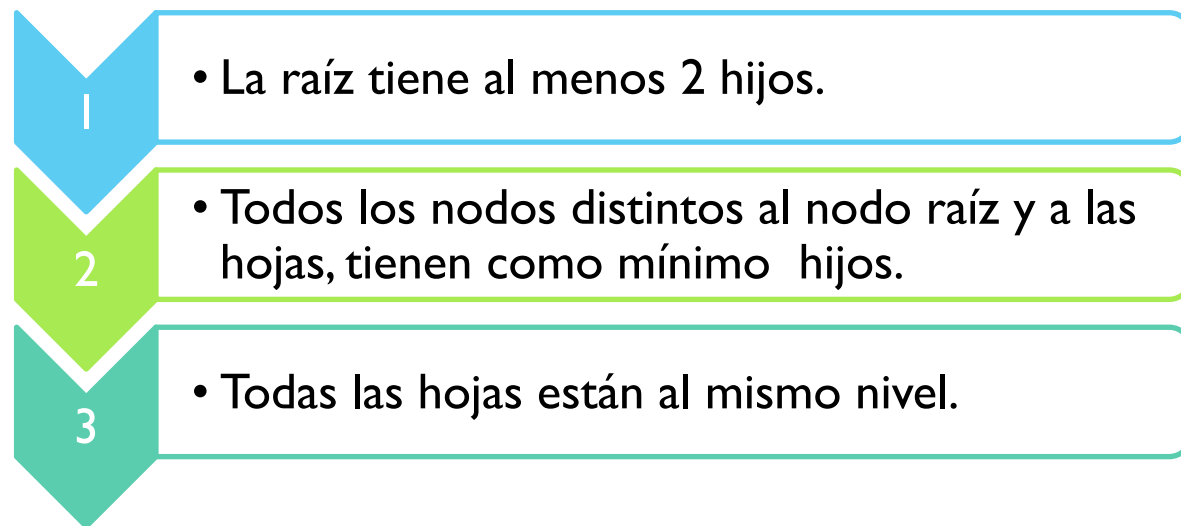 1
• La raíz tiene al menos 2 hijos.
2
• Todos los nodos distintos al nodo raíz y a las
hojas, tienen como mínimo  hijos.
3
• Todas las hojas están al mismo nivel.